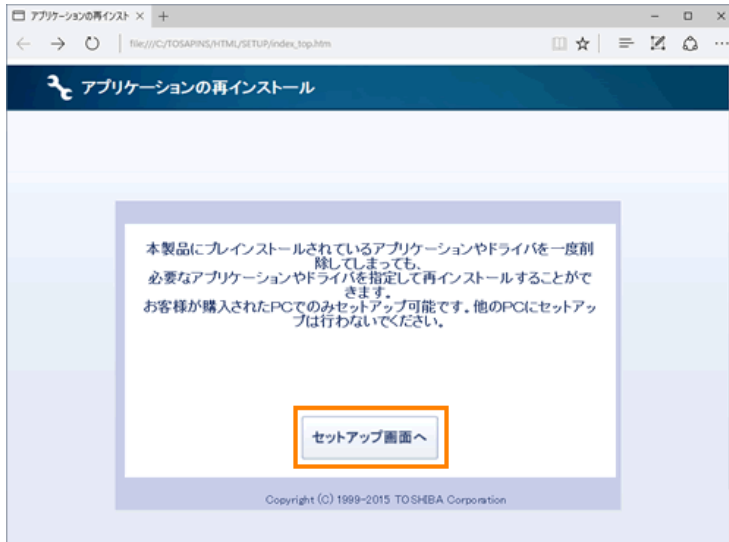 アプリケーションの再インスト
file:///C:/TOSAPINS/HTML/SETUP/index_top.htm
アプリケーションの再インストール
本製品にプレインストールされているアプリケーションやドライバを一度削
除してしまっても、
必要なアプリケーションやドライバを指定して再インストールすることがで
きます。
お客様が購入されたPCでのみセットアップ可能です。他のPCにセットアッ
プは行わないでください。
セットアップ画面へ
Copyright (C) 1999-2015 TOSHIBA Corporation